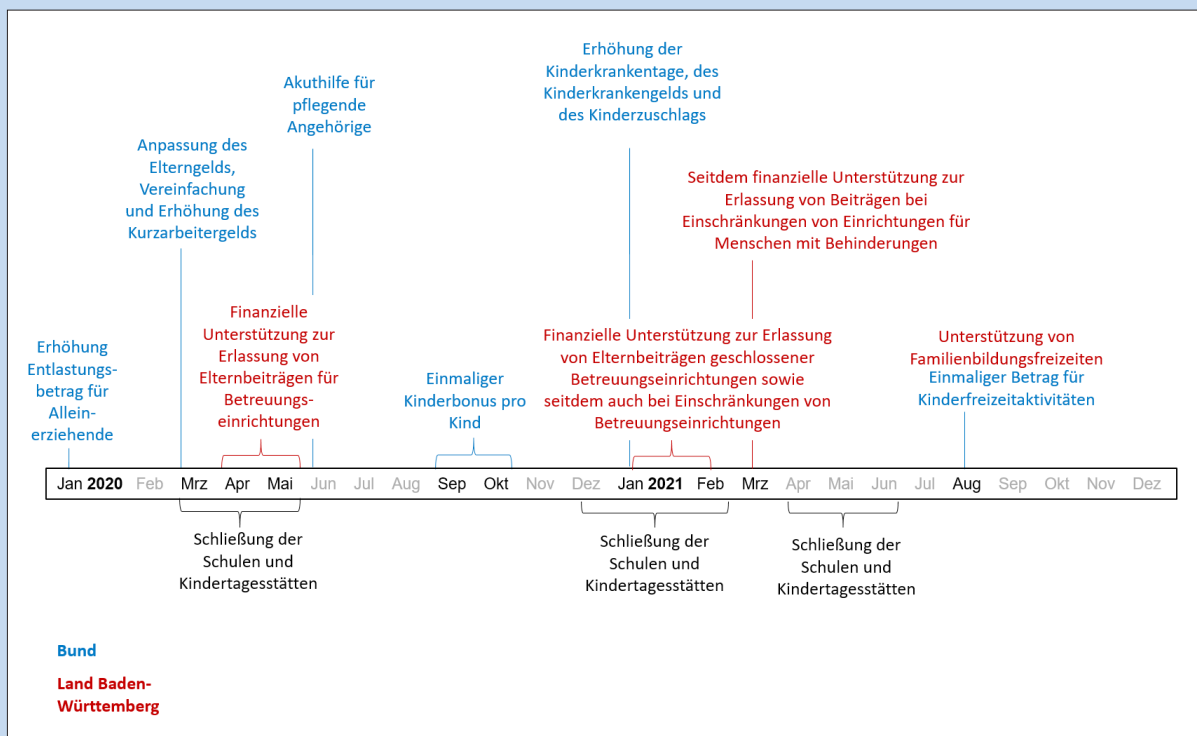 Erhöhung der
Kinderkrankentage, des
Kinderkrankengelds und
des Kinderzuschlags
Akuthilfe für
pflegende
Angehörige
Anpassung des
Elterngelds,
Vereinfachung
und Erhöhung des
Kurzarbeitergelds
Seitdem finanzielle Unterstützung zur
Erlassung von Beiträgen bei
Einschränkungen von Einrichtungen für
Menschen mit Behinderungen
Erhöhung
Entlastungs-
betrag für
Allein-
erziehende
Finanzielle
Unterstützung zur
Erlassung von
Elternbeiträgen für
Betreuungs-
einrichtungen
Einmaliger
Kinderbonus pro
Kind
Finanzielle Unterstützung zur Erlassung
von Elternbeiträgen geschlossener
Betreuungseinrichtungen sowie
seitdem auch bei Einschränkungen von
Betreuungseinrichtungen
Unterstützung von
Familienbildungsfreizeiten
Einmaliger Betrag für
Kinderfreizeitaktivitäten
Jan 2020 Feb Mrz Apr Mai Jun Jul Aug Sep Okt Nov Dez Jan 2021 Feb Mrz Apr Mai Jun Jul Aug Sep Okt Nov Dez
Schließung der
Schulen und
Kindertagesstätten
Schließung der
Schulen und
Kindertagesstätten
Schließung der
Schulen und
Kindertagesstätten
Bund
Land Baden-
Württemberg